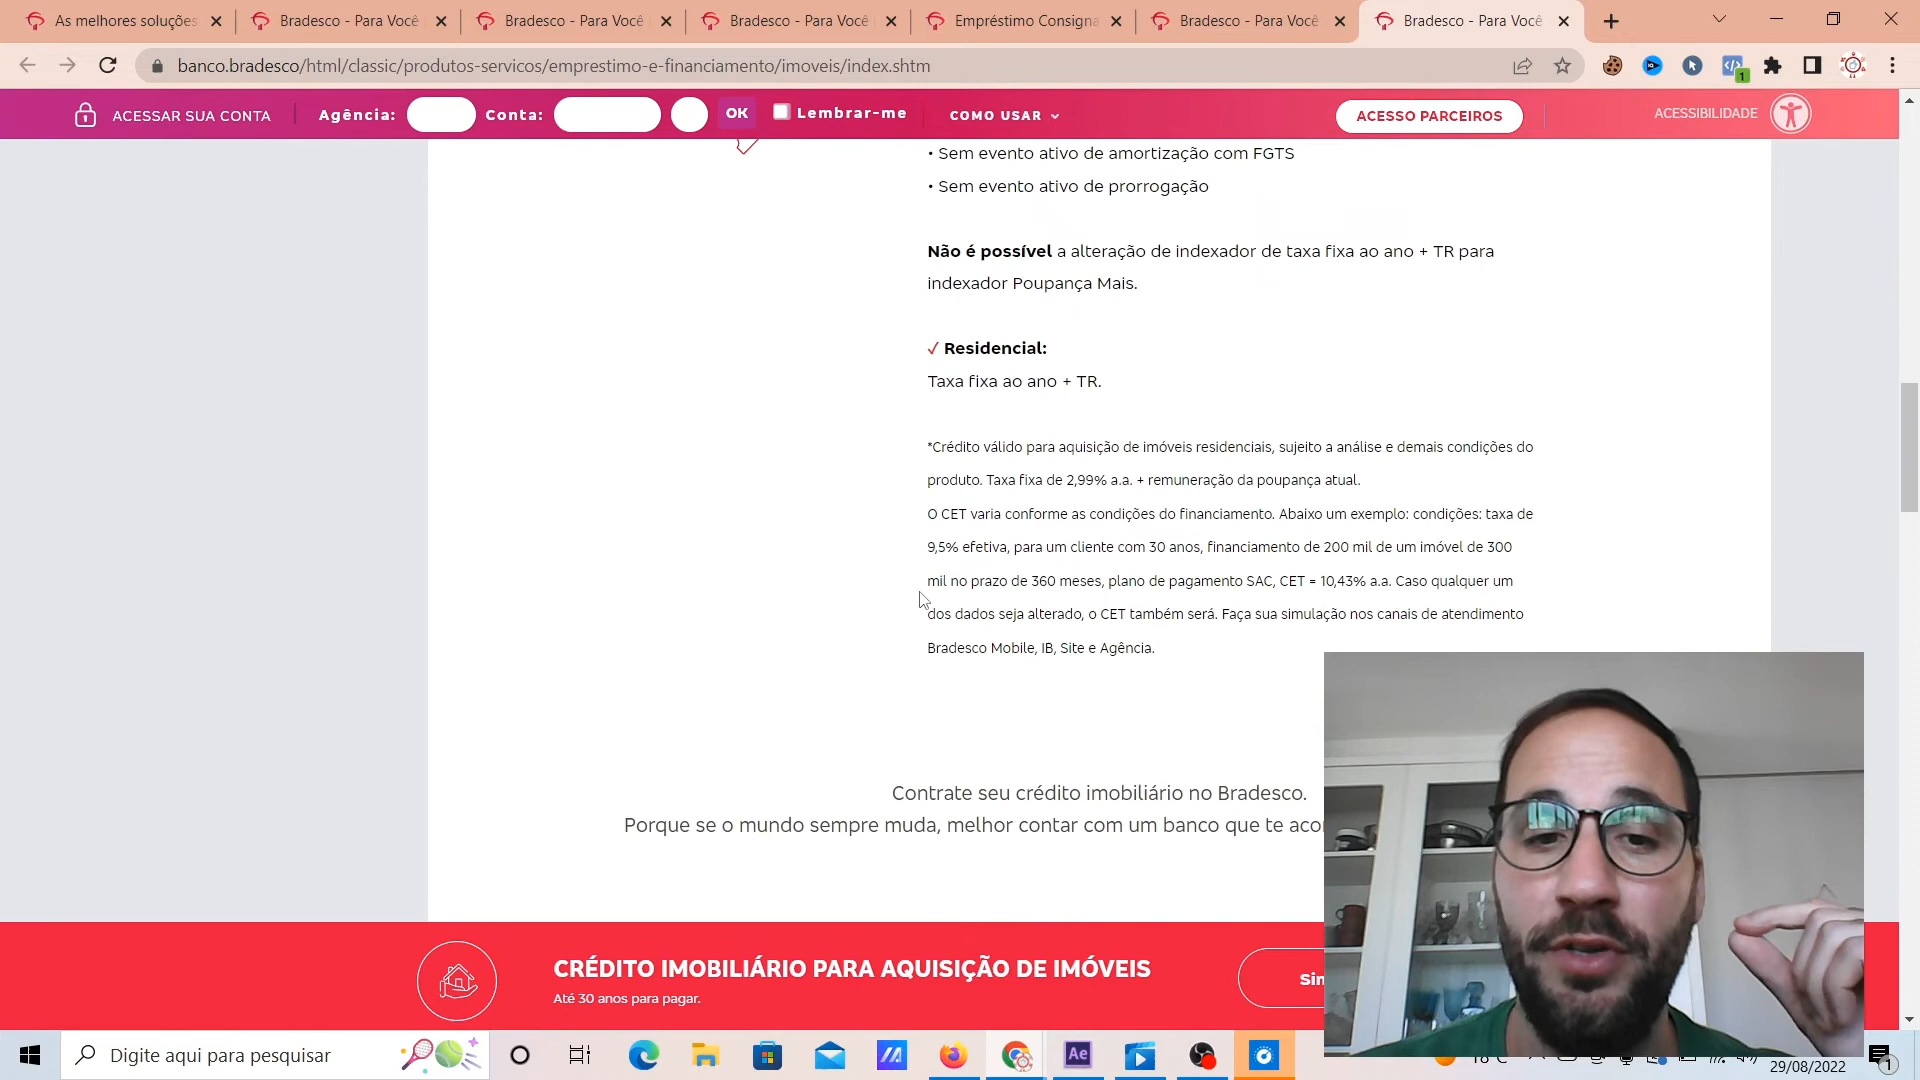 As melhores soluções
Bradesco - Para Você
Bradesco - Para Você
Bradesco - Para Você
Empréstimo Consigna
Bradesco - Para Você
Bradesco - Para Você
banco.bradesco/html/classic/produtos-servicos/emprestimo-e-financiamento/imoveis/index.shtm
1
ACESSAR SUA CONTA
Agência:
Conta:
OK
Lembrar-me
COMO USAR
ACESSO PARCEIROS
ACESSIBILIDADE
• Sem evento ativo de amortização com FGTS
• Sem evento ativo de prorrogação
Não é possível a alteração de indexador de taxa fixa ao ano + TR para
indexador Poupança Mais.
✓ Residencial:
Taxa fixa ao ano + TR.
*Crédito válido para aquisição de imóveis residenciais, sujeito a análise e demais condições do
produto. Taxa fixa de 2,99% a.a. + remuneração da poupança atual.
O CET varia conforme as condições do financiamento. Abaixo um exemplo: condições: taxa de
9,5% efetiva, para um cliente com 30 anos, financiamento de 200 mil de um imóvel de 300
mil no prazo de 360 meses, plano de pagamento SAC, CET = 10,43% a.a. Caso qualquer um
dos dados seja alterado, o CET também será. Faça sua simulação nos canais de atendimento
Bradesco Mobile, IB, Site e Agência.
Contrate seu crédito imobiliário no Bradesco.
Porque se o mundo sempre muda, melhor contar com um banco que te aco
CRÉDITO IMOBILIÁRIO PARA AQUISIÇÃO DE IMÓVEIS
Até 30 anos para pagar.
Sin
Digite aqui para pesquisar
Ae
29/08/2022
1